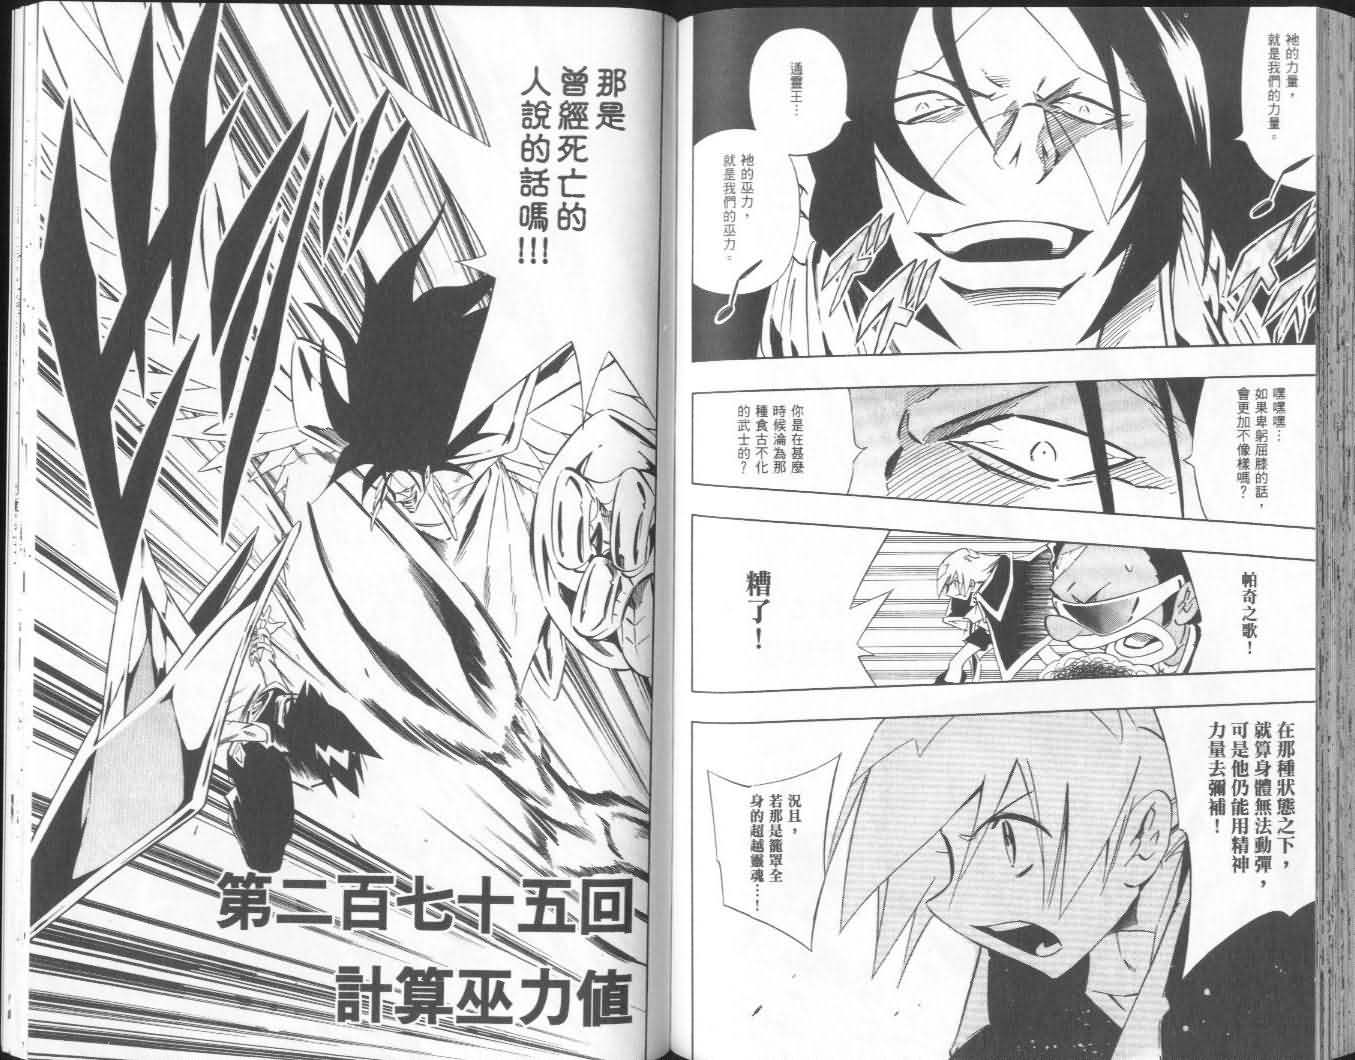 祂的力量，
就是我們的力量。
通靈王…
祂的巫力，
就是我們的巫力。
嘿嘿嘿…
如果卑躬屈膝的話，
會更加不像樣嗎？
你是在甚麼
時候淪為那
種食古不化
的武士的？
帕奇之歌！
糟了！
在那種狀態之下，
就算身體無法動彈，
可是他仍能用精神
力量去彌補！
況且，
若那是籠罩全
身的超越靈魂…！
那是
曾經死亡的
人說的話嗎!!!
第二百七十五回
計算巫力值